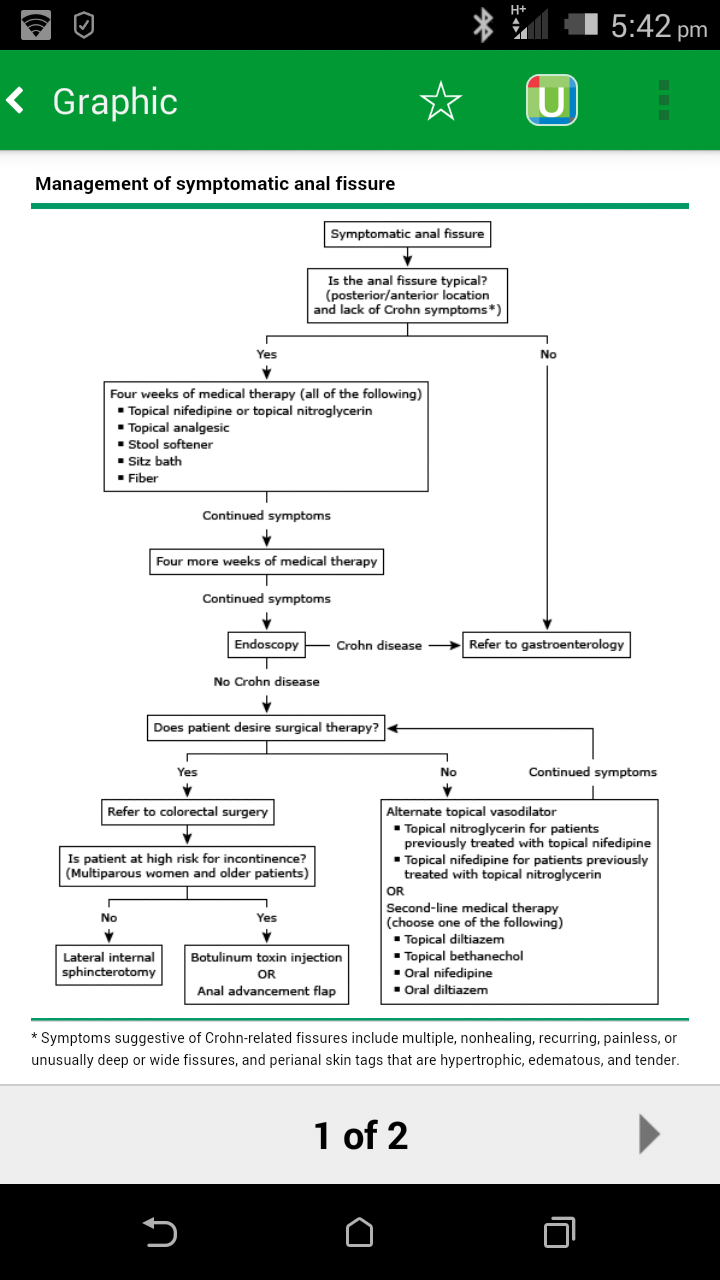 H+
5:42 pm
Graphic
U
Management of symptomatic anal fissure
Symptomatic anal fissure
Is the anal fissure typical?
(posterior/anterior location
and lack of Crohn symptoms*)
Yes
No
Four weeks of medical therapy (all of the following)
▪ Topical nifedipine or topical nitroglycerin
▪ Topical analgesic
▪ Stool softener
▪ Sitz bath
▪ Fiber
Continued symptoms
Four more weeks of medical therapy
Continued symptoms
Endoscopy
Crohn disease
Refer to gastroenterology
No Crohn disease
Does patient desire surgical therapy?
Yes
No
Continued symptoms
Refer to colorectal surgery
Is patient at high risk for incontinence?
(Multiparous women and older patients)
No
Yes
Lateral internal
sphincterotomy
Botulinum toxin injection
OR
Anal advancement flap
Alternate topical vasodilator
▪ Topical nitroglycerin for patients
previously treated with topical nifedipine
▪ Topical nifedipine for patients previously
treated with topical nitroglycerin
OR
Second-line medical therapy
(choose one of the following)
▪ Topical diltiazem
▪ Topical bethanechol
▪ Oral nifedipine
▪ Oral diltiazem
* Symptoms suggestive of Crohn-related fissures include multiple, nonhealing, recurring, painless, or
unusually deep or wide fissures, and perianal skin tags that are hypertrophic, edematous, and tender.
1 of 2